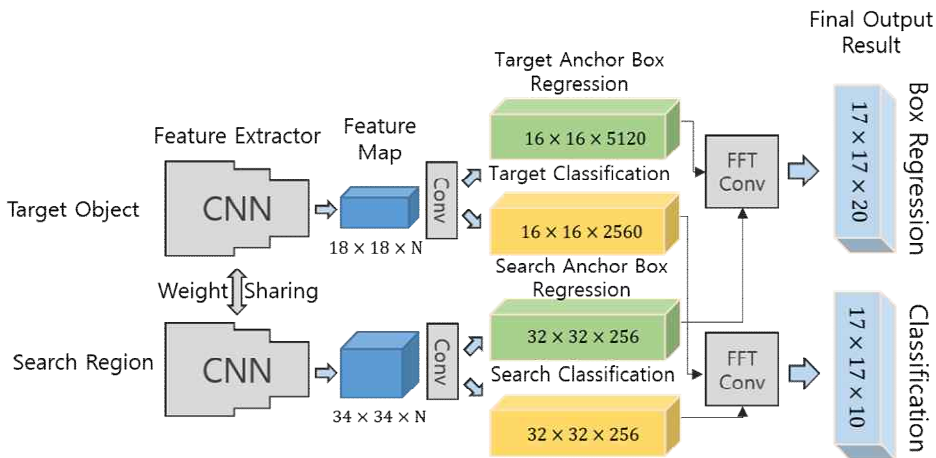 Final Output
Result
Target Anchor Box
Regression
Feature Extractor
Feature
Map
16 × 16 × 5120
Target Classification
Conv
FFT
Conv
17 × 17 × 20
Box Regression
Target Object
CNN
18 × 18 × N
16 × 16 × 2560
Weight Sharing
Search Anchor Box
Regression
Search Region
CNN
34 × 34 × N
Conv
32 × 32 × 256
Search Classification
32 × 32 × 256
FFT
Conv
17 × 17 × 10
Classification